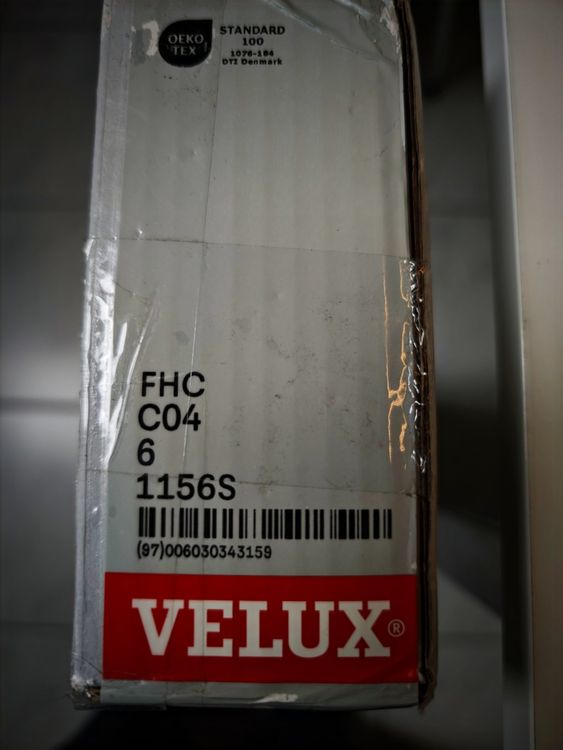 OEKO
TEX
STANDARD
100
1076-184
DTI Denmark
FHC
C04
6
1156S
(97)006030343159
VELUX®